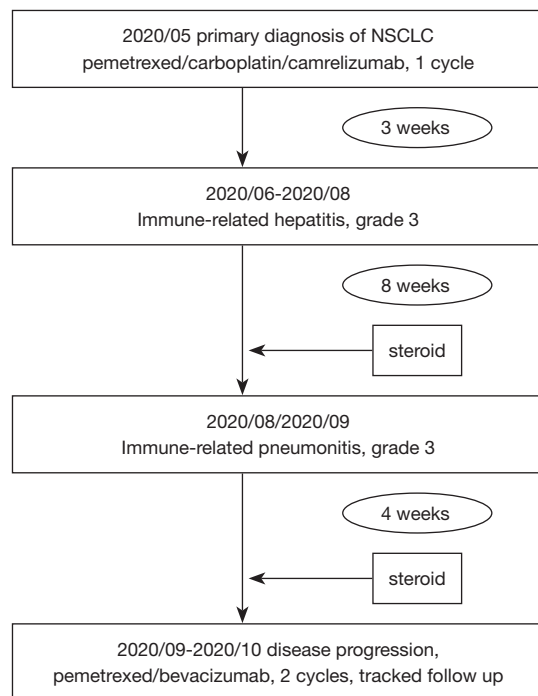 2020/05 primary diagnosis of NSCLC
pemetrexed/carboplatin/camrelizumab, 1 cycle
3 weeks
2020/06-2020/08
Immune-related hepatitis, grade 3
8 weeks
steroid
2020/08/2020/09
Immune-related pneumonitis, grade 3
4 weeks
steroid
2020/09-2020/10 disease progression,
pemetrexed/bevacizumab, 2 cycles, tracked follow up